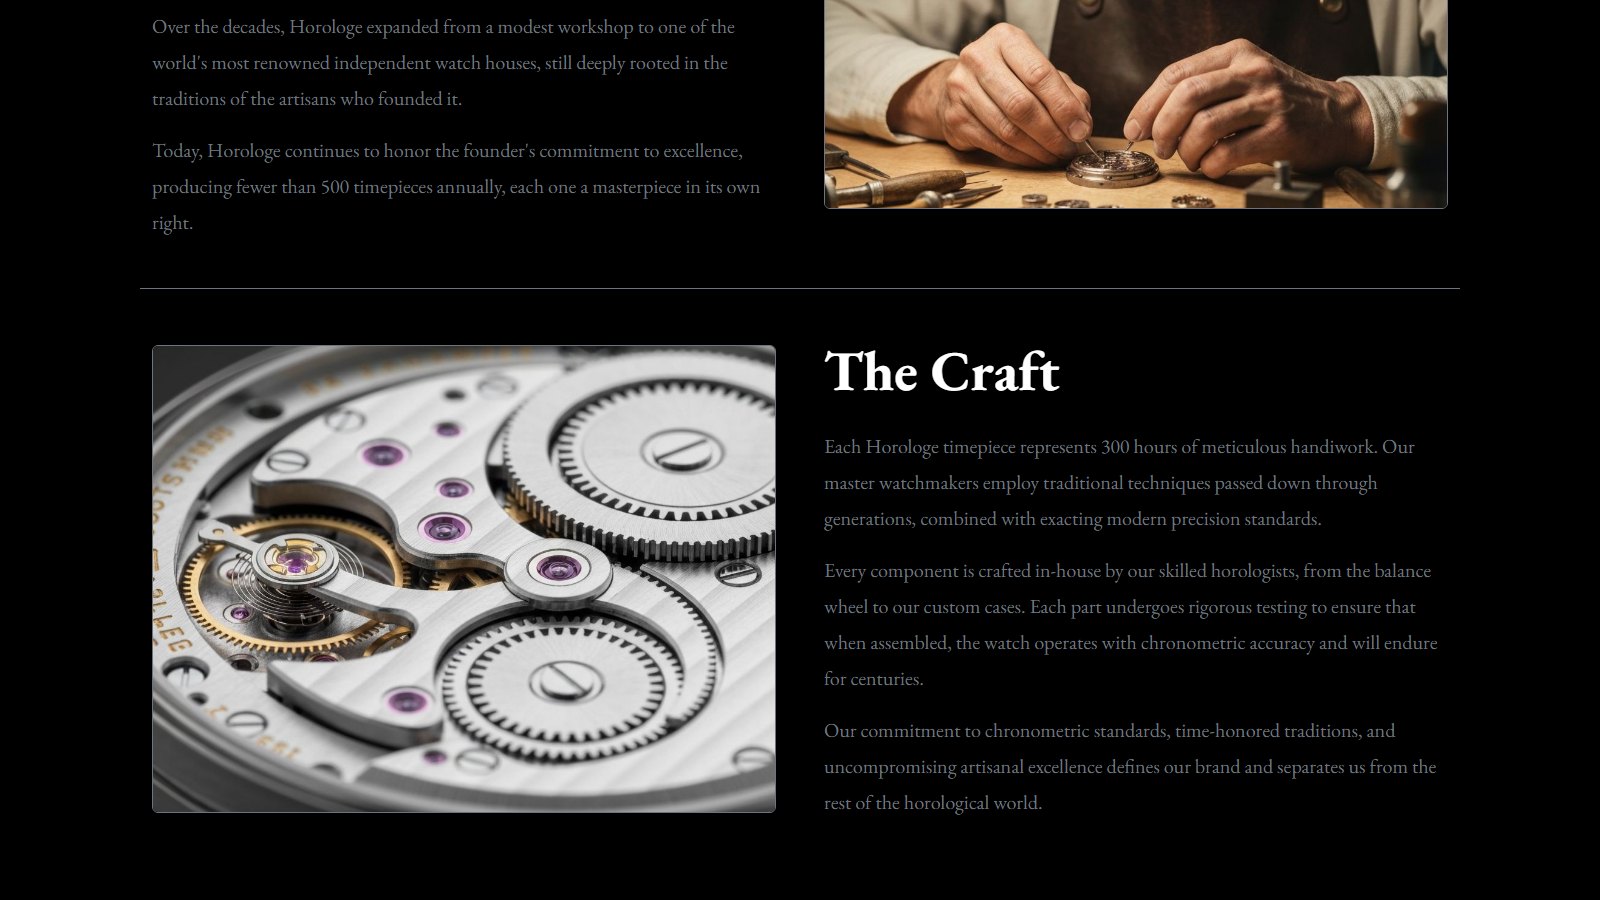 Over the decades, Horologe expanded from a modest workshop to one of the
world's most renowned independent watch houses, still deeply rooted in the
traditions of the artisans who founded it.
Today, Horologe continues to honor the founder's commitment to excellence,
producing fewer than 500 timepieces annually, each one a masterpiece in its own
right.
The Craft
Each Horologe timepiece represents 300 hours of meticulous handiwork. Our
master watchmakers employ traditional techniques passed down through
generations, combined with exacting modern precision standards.
Every component is crafted in-house by our skilled horologists, from the balance
wheel to our custom cases. Each part undergoes rigorous testing to ensure that
when assembled, the watch operates with chronometric accuracy and will endure
for centuries.
Our commitment to chronometric standards, time-honored traditions, and
uncompromising artisanal excellence defines our brand and separates us from the
rest of the horological world.